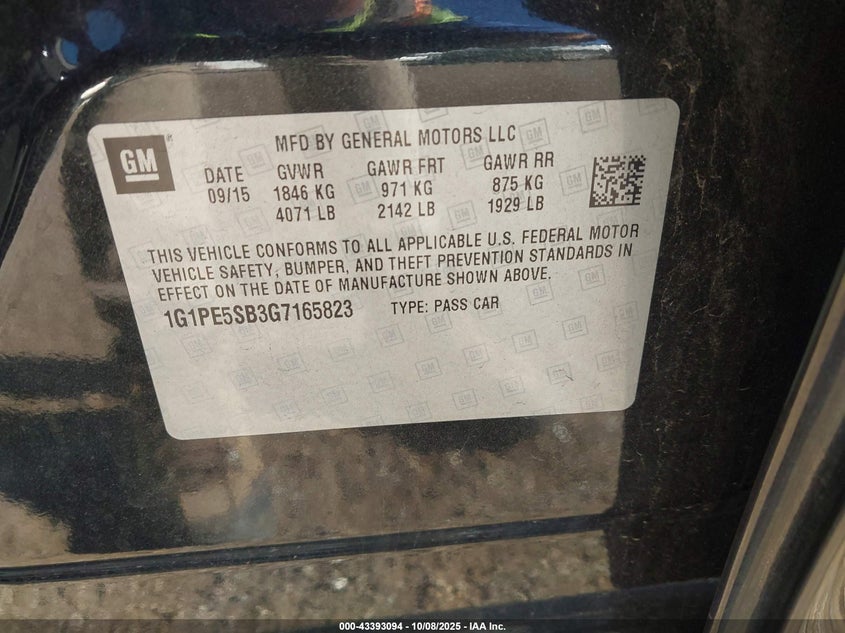 GM
MFD BY GENERAL MOTORS LLC
DATE GVWR GAWR FRT GAWR RR
09/15 1846 KG 971 KG 875 KG
4071 LB 2142 LB 1929 LB
THIS VEHICLE CONFORMS TO ALL APPLICABLE U.S. FEDERAL MOTOR
VEHICLE SAFETY, BUMPER, AND THEFT PREVENTION STANDARDS IN
EFFECT ON THE DATE OF MANUFACTURE SHOWN ABOVE.
1G1PE5SB3G7165823 TYPE: PASS CAR
000-43393094 - 10/08/2025 - IAA Inc.